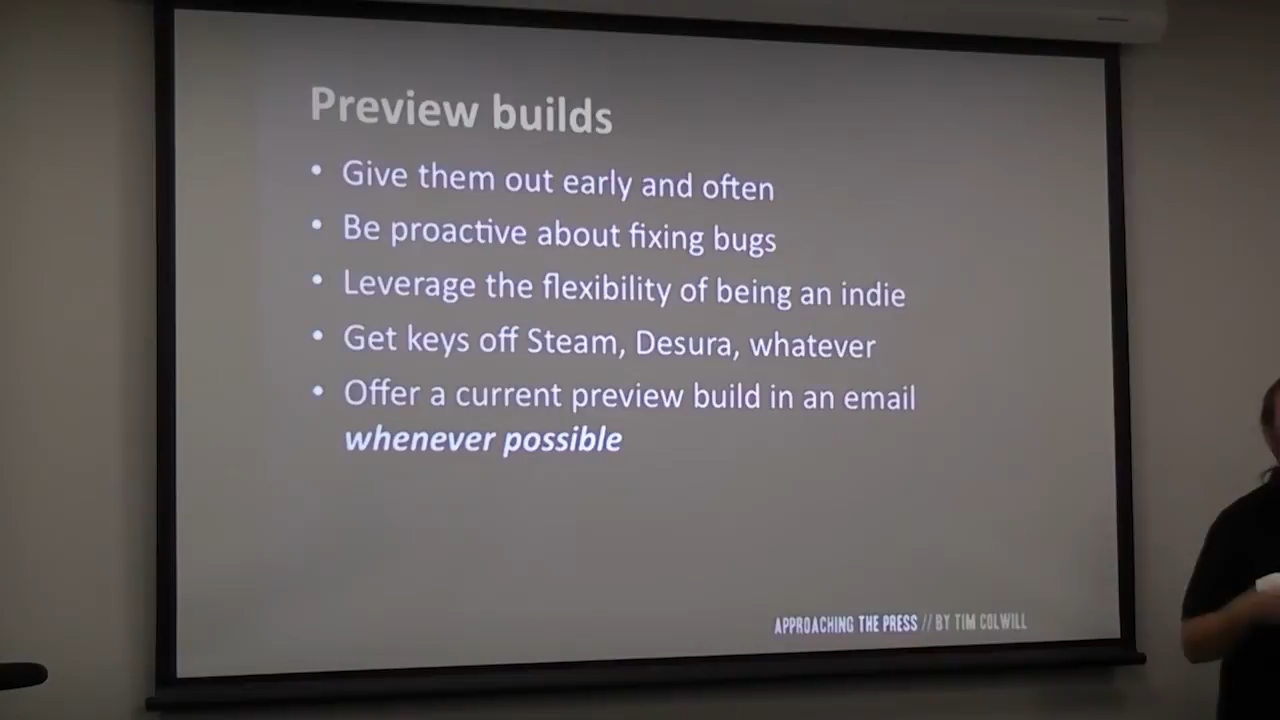 Preview builds
• Give them out early and often
• Be proactive about fixing bugs
• Leverage the flexibility of being an indie
• Get keys off Steam, Desura, whatever
• Offer a current preview build in an email
whenever possible
APPROACHING THE PRESS // BY TIM COLWILL